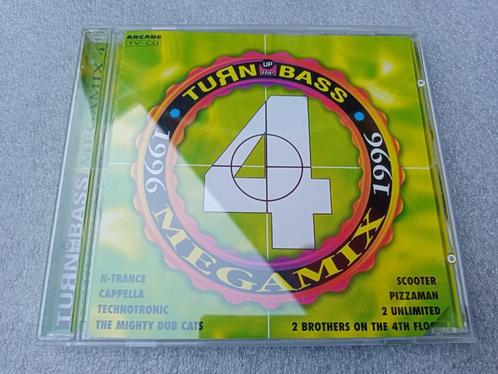 ARCADE
TV-CD
TURN UP THE BASS
1996
4
1996
MEGAMIX
N-TRANCE
CAPPELLA
TECHNOTRONIC
THE MIGHTY DUB CATS
SCOOTER
PIZZAMAN
2 UNLIMITED
2 BROTHERS ON THE 4TH FLOO
TURN UP THE BASS MEGAMIX 4